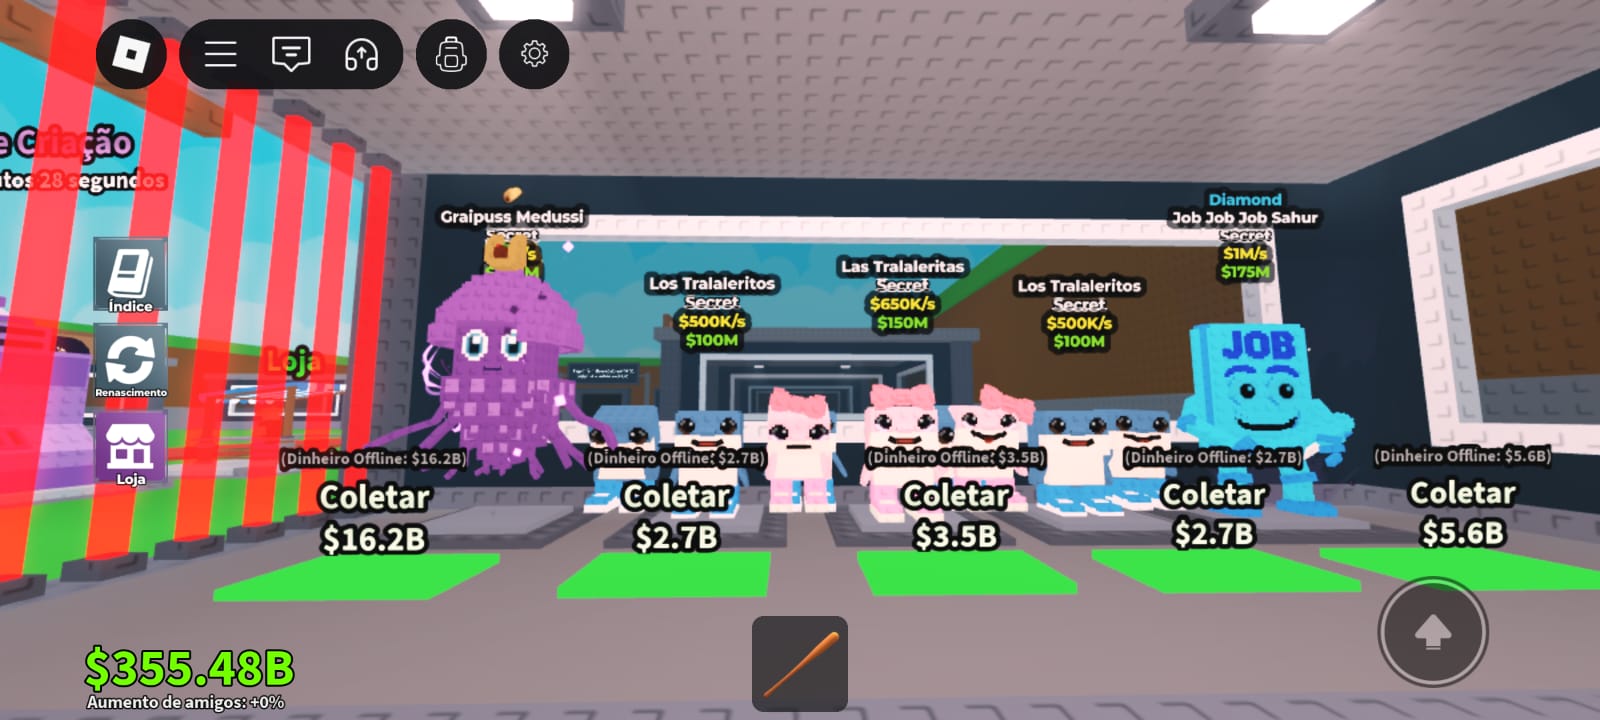 e Criação
utos 28 segundos
Índice
Renascimento
Loja
Loja
Graipuss Medussi
Secret
Los Tralaleritos
Secret
$500K/s
$100M
Las Tralaleritas
Secret
$650K/s
$150M
Los Tralaleritos
Secret
$500K/s
$100M
Diamond
Job Job Job Sahur
Secret
$1M/s
$175M
JOB
(Dinheiro Offline: $16.2B)
Coletar
$16.2B
(Dinheiro Offline: $2.7B)
Coletar
$2.7B
(Dinheiro Offline: $3.5B)
Coletar
$3.5B
(Dinheiro Offline: $2.7B)
Coletar
$2.7B
(Dinheiro Offline: $5.6B)
Coletar
$5.6B
$355.48B
Aumento de amigos: +0%